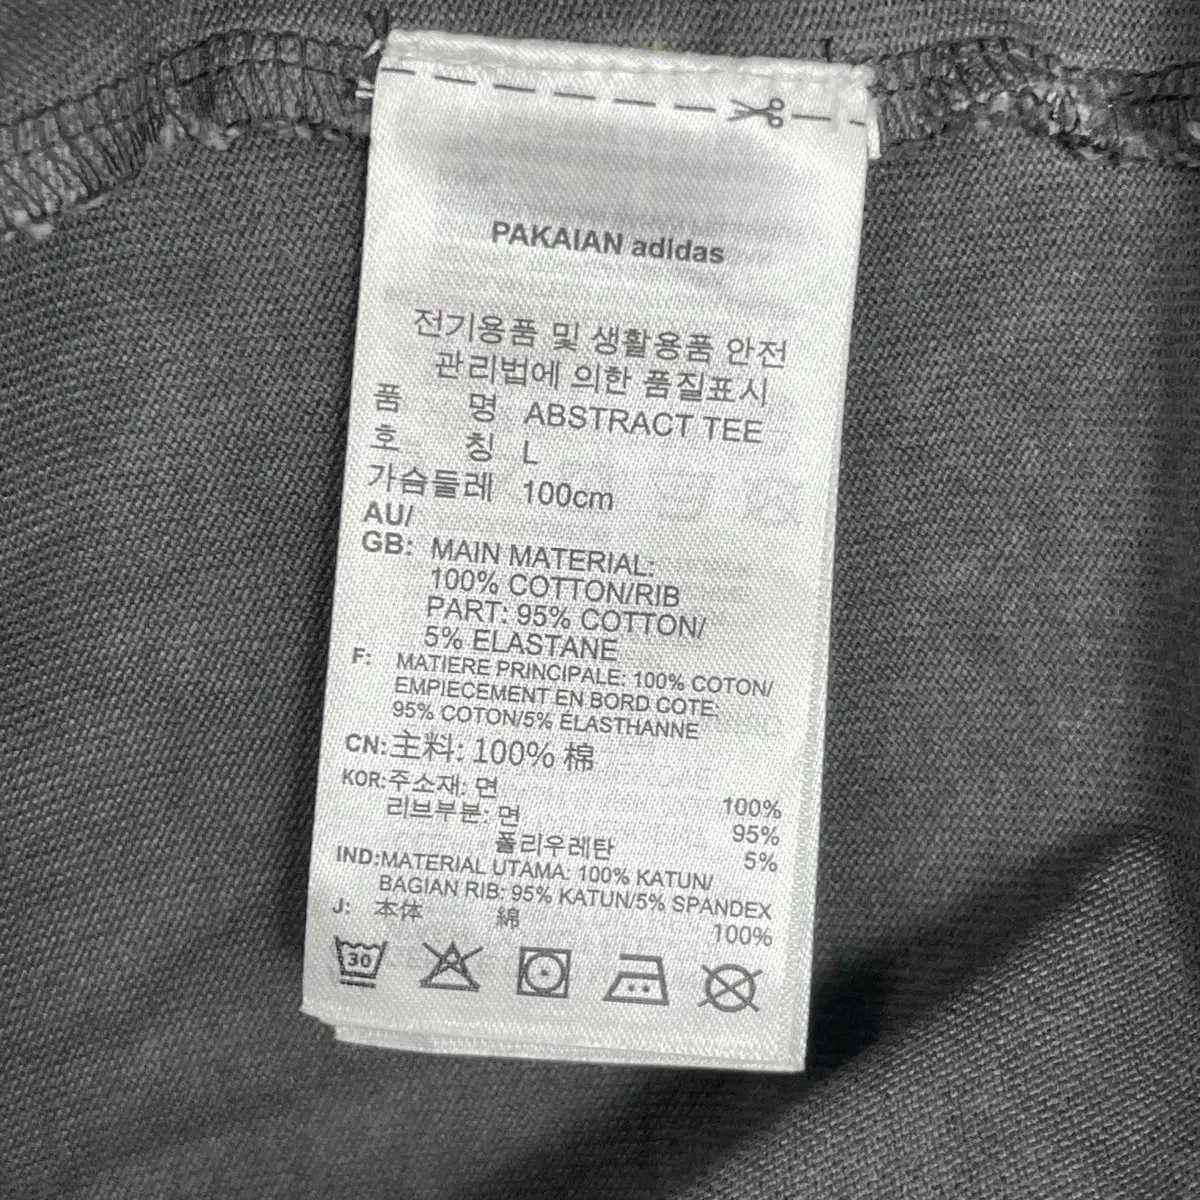 PAKAIAN adidas
전기용품 및 생활용품 안전
관리법에 의한 품질표시
품 명 ABSTRACT TEE
호 칭 L
가슴둘레 100cm
AU/
GB: MAIN MATERIAL:
100% COTTON/RIB
PART: 95% COTTON/
5% ELASTANE
F: MATIERE PRINCIPALE: 100% COTON/
EMPIECEMENT EN BORD COTE:
95% COTON/5% ELASTHANNE
CN: 主料: 100% 棉
KOR: 주소재: 면 100%
리브부분: 면 95%
폴리우레탄 5%
IND: MATERIAL UTAMA: 100% KATUN/
BAGIAN RIB: 95% KATUN/5% SPANDEX
J: 本体 綿 100%
30